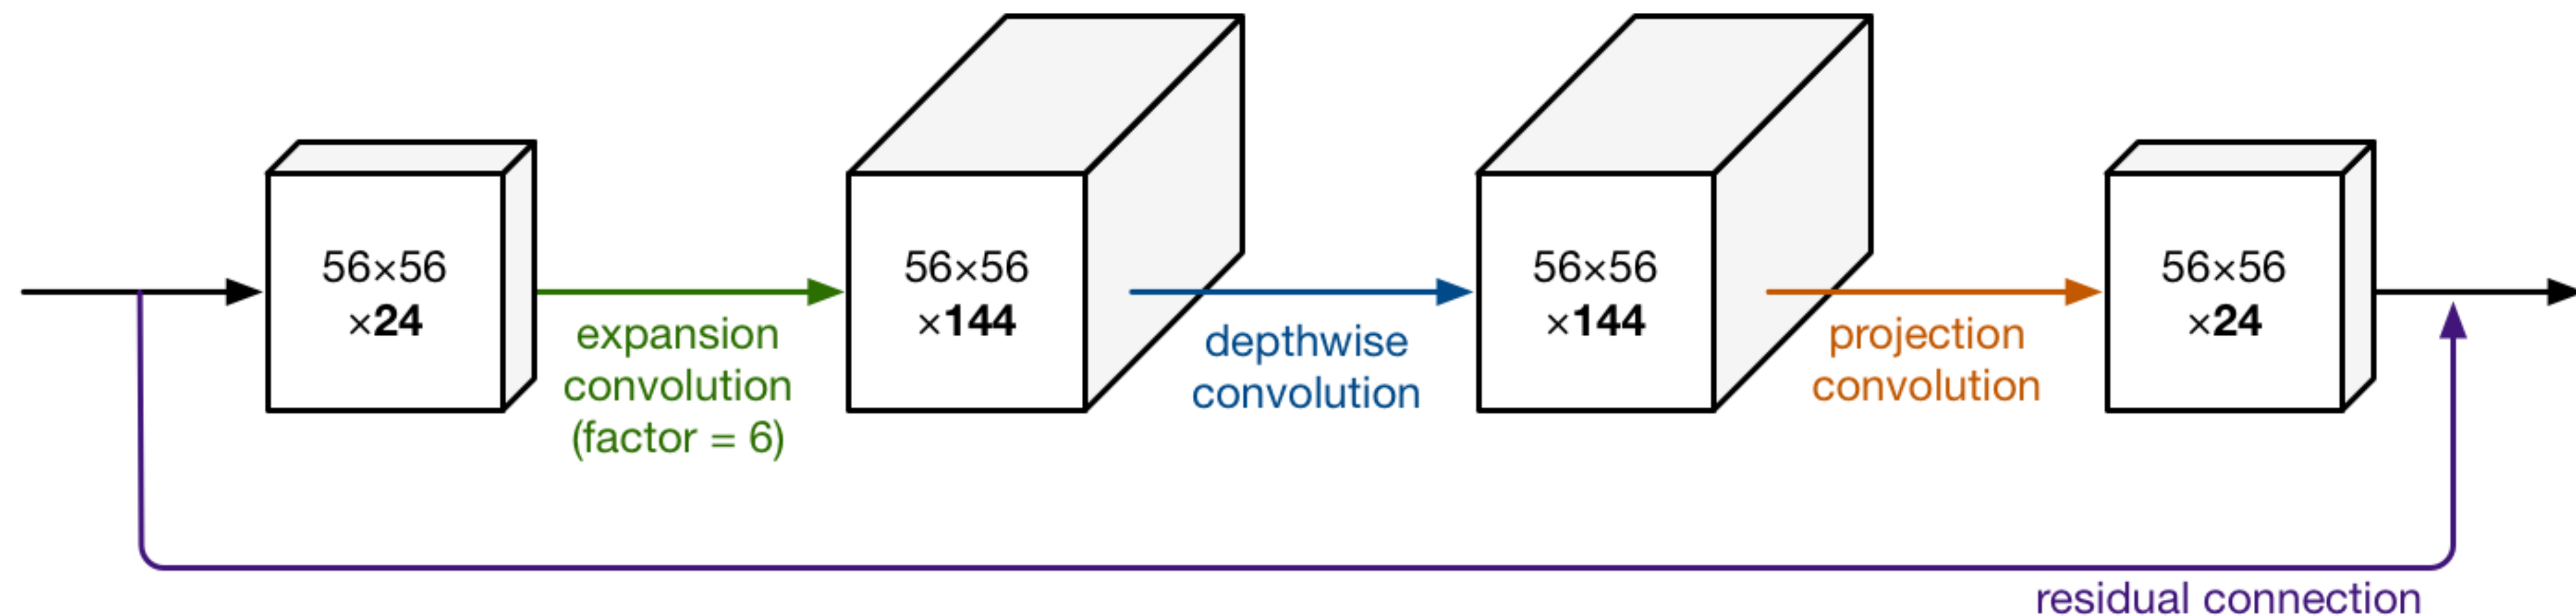 56×56
×24
expansion
convolution
(factor = 6)
56×56
×144
depthwise
convolution
56×56
×144
projection
convolution
56×56
×24
residual connection